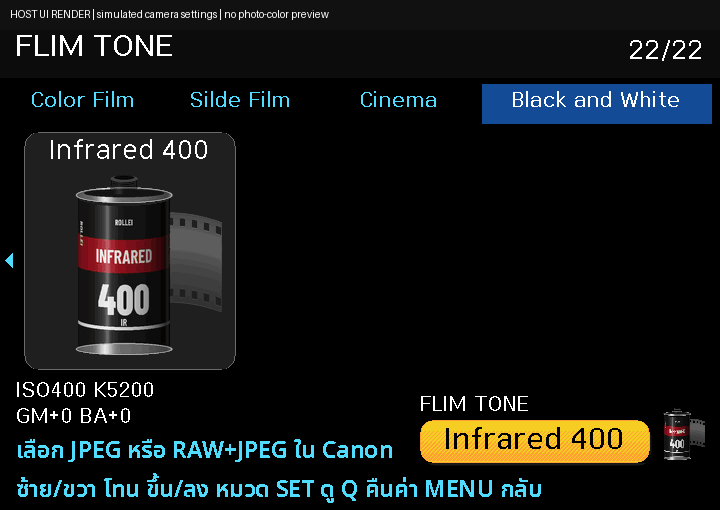 HOST UI RENDER | simulated camera settings | no photo-color preview
FLIM TONE
22/22
Color Film
Silde Film
Cinema
Black and White
Infrared 400
ROLLEI
ROLLEI
INFRARED
400
IR
ISO400 K5200
GM+0 BA+0
FLIM TONE
Infrared 400
INFRARED
400
เลือก JPEG หรือ RAW+JPEG ใน Canon
ซ้าย/ขวา โทน ขึ้น/ลง หมวด SET ดู Q คืนค่า MENU กลับ